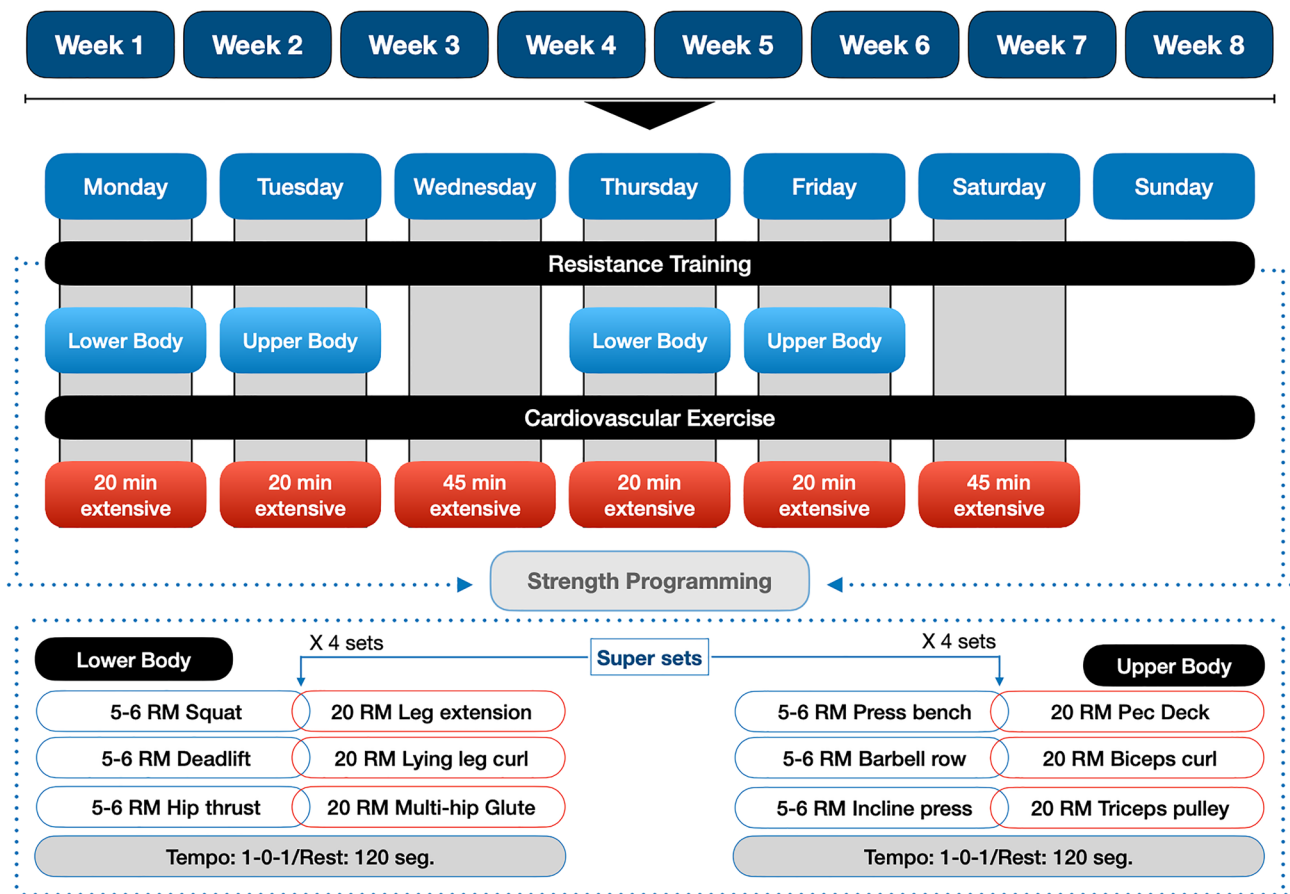 Week 1
Week 2
Week 3
Week 4
Week 5
Week 6
Week 7
Week 8
Monday
Tuesday
Wednesday
Thursday
Friday
Saturday
Sunday
Resistance Training
Lower Body
Upper Body
Lower Body
Upper Body
Cardiovascular Exercise
20 min
extensive
20 min
extensive
45 min
extensive
20 min
extensive
20 min
extensive
45 min
extensive
Strength Programming
Lower Body
X 4 sets
Super sets
X 4 sets
Upper Body
5-6 RM Squat
20 RM Leg extension
5-6 RM Deadlift
20 RM Lying leg curl
5-6 RM Hip thrust
20 RM Multi-hip Glute
Tempo: 1-0-1/Rest: 120 seg.
5-6 RM Press bench
20 RM Pec Deck
5-6 RM Barbell row
20 RM Biceps curl
5-6 RM Incline press
20 RM Triceps pulley
Tempo: 1-0-1/Rest: 120 seg.